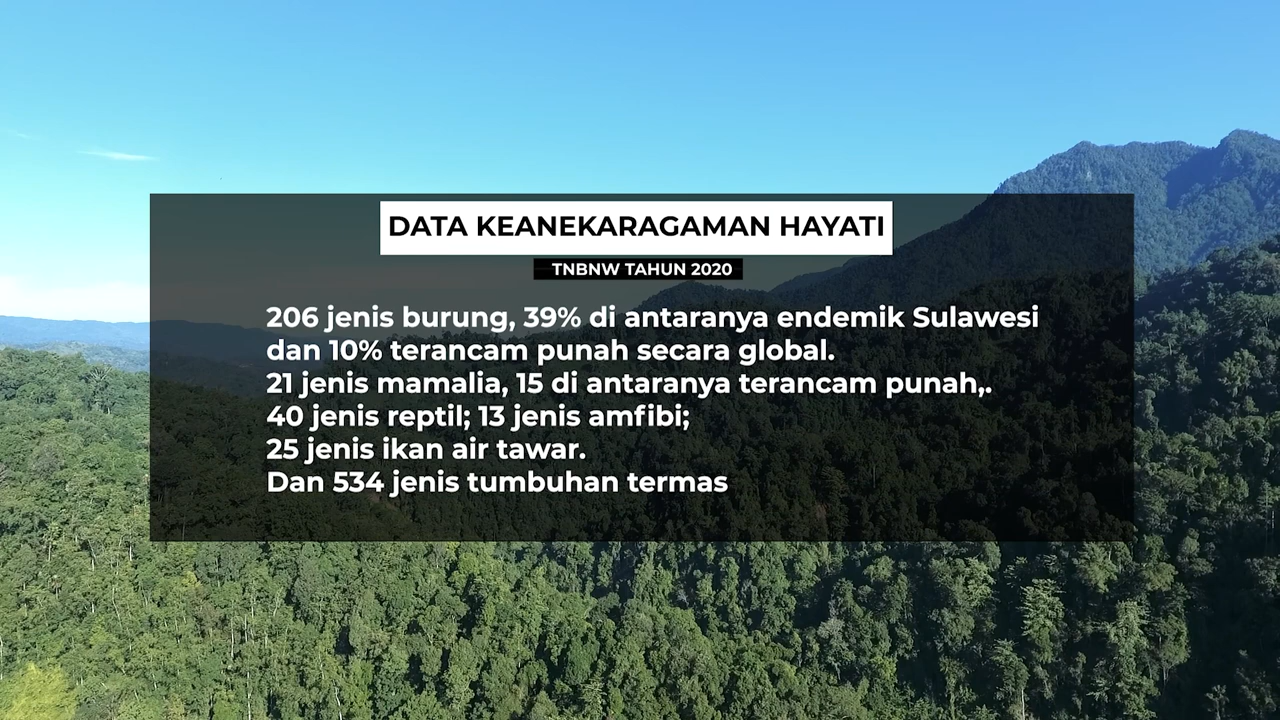 DATA KEANEKARAGAMAN HAYATI
TNBNW TAHUN 2020
206 jenis burung, 39% di antaranya endemik Sulawesi
dan 10% terancam punah secara global.
21 jenis mamalia, 15 di antaranya terancam punah,.
40 jenis reptil; 13 jenis amfibi;
25 jenis ikan air tawar.
Dan 534 jenis tumbuhan termas